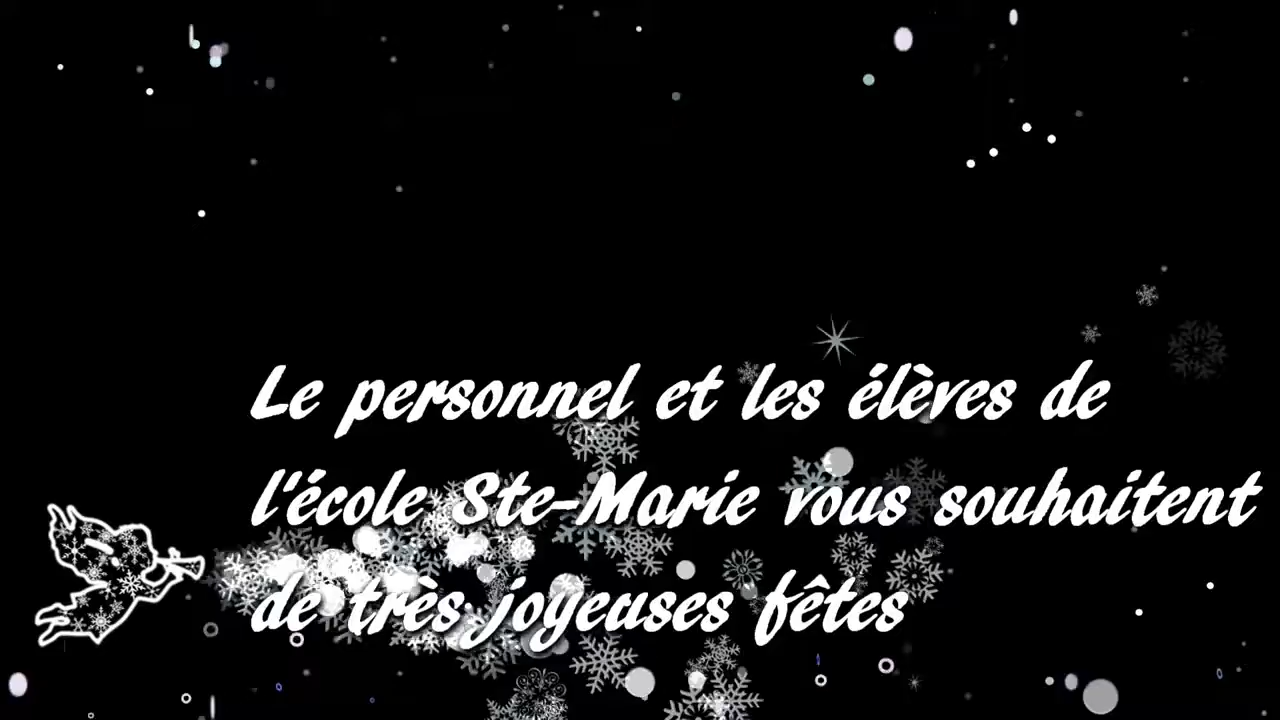 Le personnel et les élèves de
l'école Ste-Marie vous souhaitent
de très joyeuses fêtes